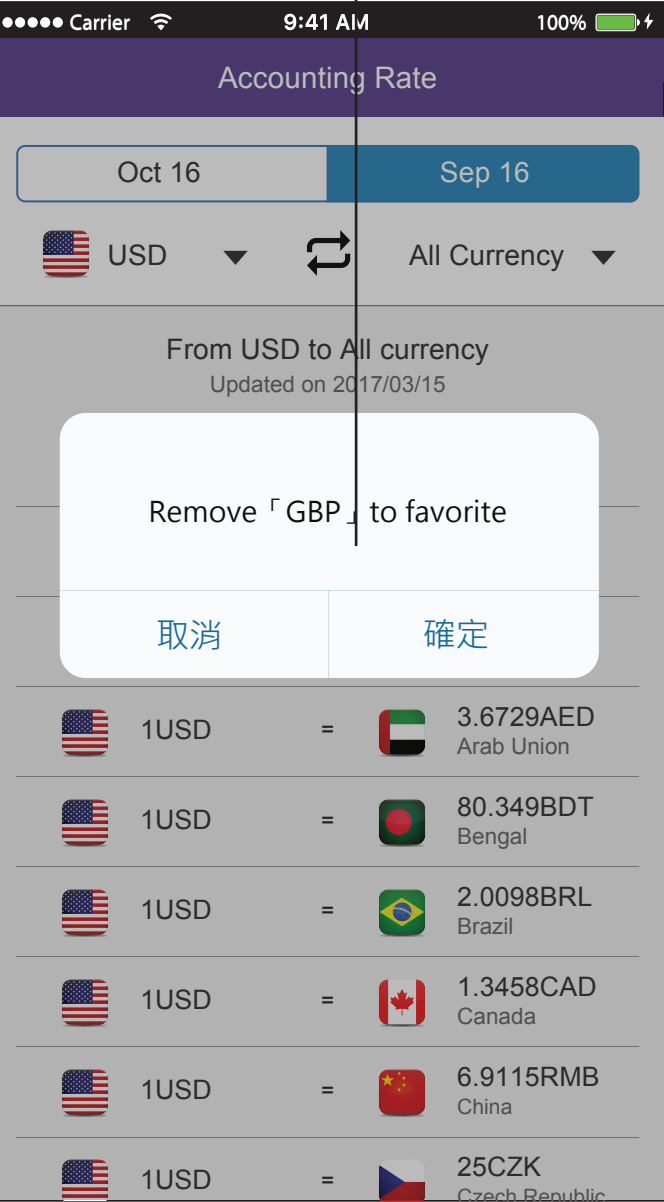 Carrier 9:41 AM 100%
Accounting Rate
Oct 16 Sep 16
USD All Currency
From USD to All currency
Updated on 2017/03/15
Remove「GBP」to favorite
取消 確定
1USD = 3.6729AED
Arab Union
1USD = 80.349BDT
Bengal
1USD = 2.0098BRL
Brazil
1USD = 1.3458CAD
Canada
1USD = 6.9115RMB
China
1USD = 25CZK
Czech Republic